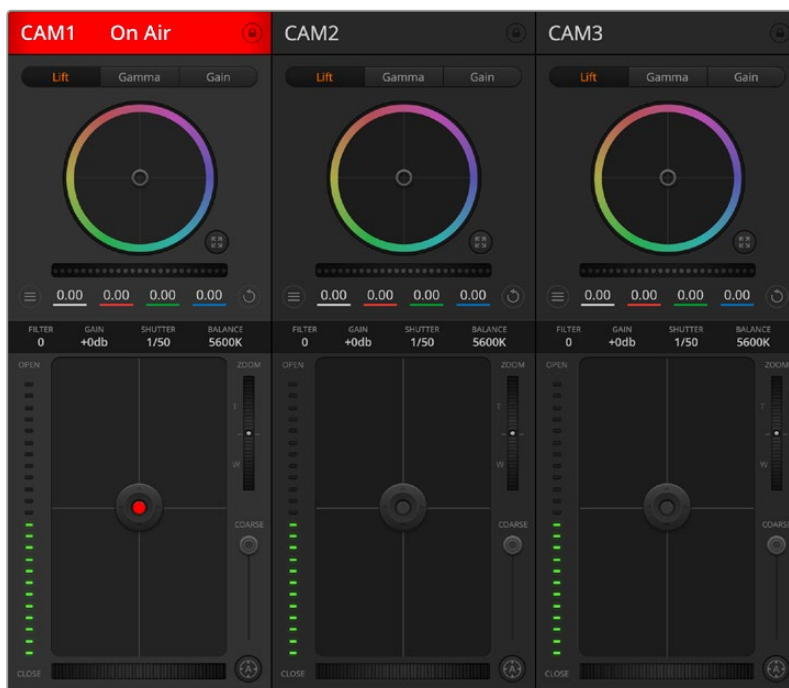 CAM1 On Air
Lift Gamma Gain
0.00 0.00 0.00 0.00
FILTER GAIN SHUTTER BALANCE
0 +0db 1/50 5600K
OPEN ZOOM
T
W
COARSE
A
CLOSE
CAM2
Lift Gamma Gain
0.00 0.00 0.00 0.00
FILTER GAIN SHUTTER BALANCE
0 +0db 1/50 5600K
OPEN ZOOM
T
W
COARSE
A
CLOSE
CAM3
Lift Gamma Gain
0.00 0.00 0.00 0.00
FILTER GAIN SHUTTER BALANCE
0 +0db 1/50 5600K
OPEN ZOOM
T
W
COARSE
A
CLOSE